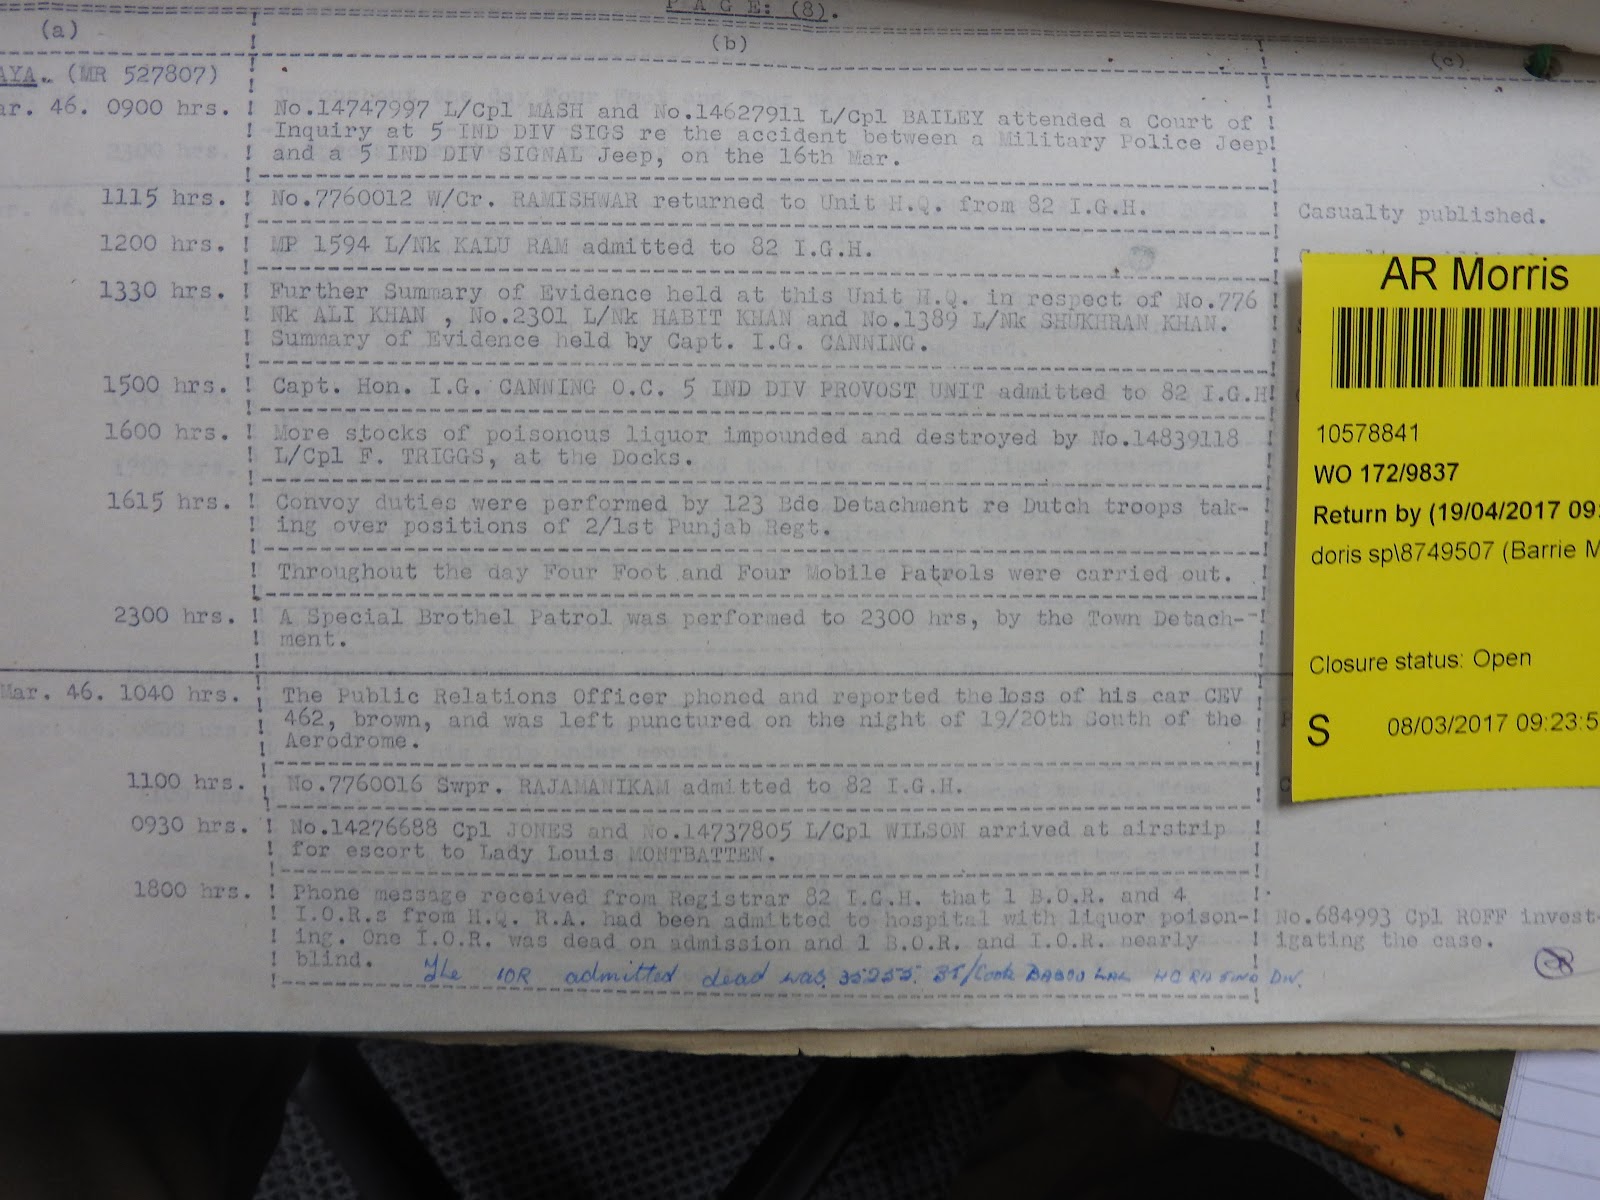 PAGE: (8).
(a)
(b)
(c)
AYA. (MR 527807)
ar. 46. 0900 hrs. ! No.14747997 L/Cpl MASH and No.14627911 L/Cpl BAILEY attended a Court of !
Inquiry at 5 IND DIV SIGS re the accident between a Military Police Jeep!
and a 5 IND DIV SIGNAL Jeep, on the 16th Mar.
1115 hrs. ! No.7760012 W/Cr. RAMISHWAR returned to Unit H.Q. from 82 I.G.H. Casualty published.
1200 hrs. ! MP 1594 L/Nk KALU RAM admitted to 82 I.G.H.
1330 hrs. ! Further Summary of Evidence held at this Unit H.Q. in respect of No.776
Nk ALI KHAN , No.2301 L/Nk HABIT KHAN and No.1389 L/Nk SHUKHRAN KHAN.
Summary of Evidence held by Capt. I.G. CANNING.
1500 hrs. ! Capt. Hon. I.G. CANNING O.C. 5 IND DIV PROVOST UNIT admitted to 82 I.G.H
1600 hrs. ! More stocks of poisonous liquor impounded and destroyed by No.14839118
L/Cpl F. TRIGGS, at the Docks.
1615 hrs. ! Convoy duties were performed by 123 Bde Detachment re Dutch troops tak-
ing over positions of 2/1st Punjab Regt.
Throughout the day Four Foot and Four Mobile Patrols were carried out.
2300 hrs. ! A Special Brothel Patrol was performed to 2300 hrs, by the Town Detach-
ment.
Mar. 46. 1040 hrs. ! The Public Relations Officer phoned and reported the loss of his car CEV
462, brown, and was left punctured on the night of 19/20th South of the
Aerodrome.
1100 hrs. ! No.7760016 Swpr. RAJAMANIKAM admitted to 82 I.G.H.
0930 hrs. ! No.14276688 Cpl JONES and No.14737805 L/Cpl WILSON arrived at airstrip
for escort to Lady Louis MONTBATTEN.
1800 hrs. ! Phone message received from Registrar 82 I.G.H. that 1 B.O.R. and 4
I.O.R.s from H.Q. R.A. had been admitted to hospital with liquor poison-! No.684993 Cpl ROFF invest-
ing. One I.O.R. was dead on admission and 1 B.O.R. and I.O.R. nearly ! igating the case.
blind. The IOR admitted dead was 35255 /Cook BABOU LAL HQ RA 5 IND DIV.
AR Morris
10578841
WO 172/9837
Return by (19/04/2017 09:
doris sp\8749507 (Barrie M
Closure status: Open
S 08/03/2017 09:23:5